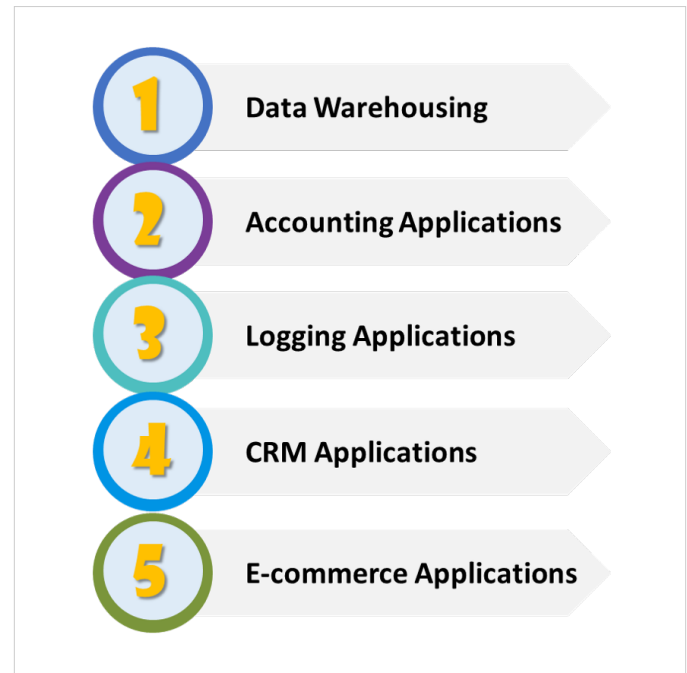 1 Data Warehousing
2 Accounting Applications
3 Logging Applications
4 CRM Applications
5 E-commerce Applications